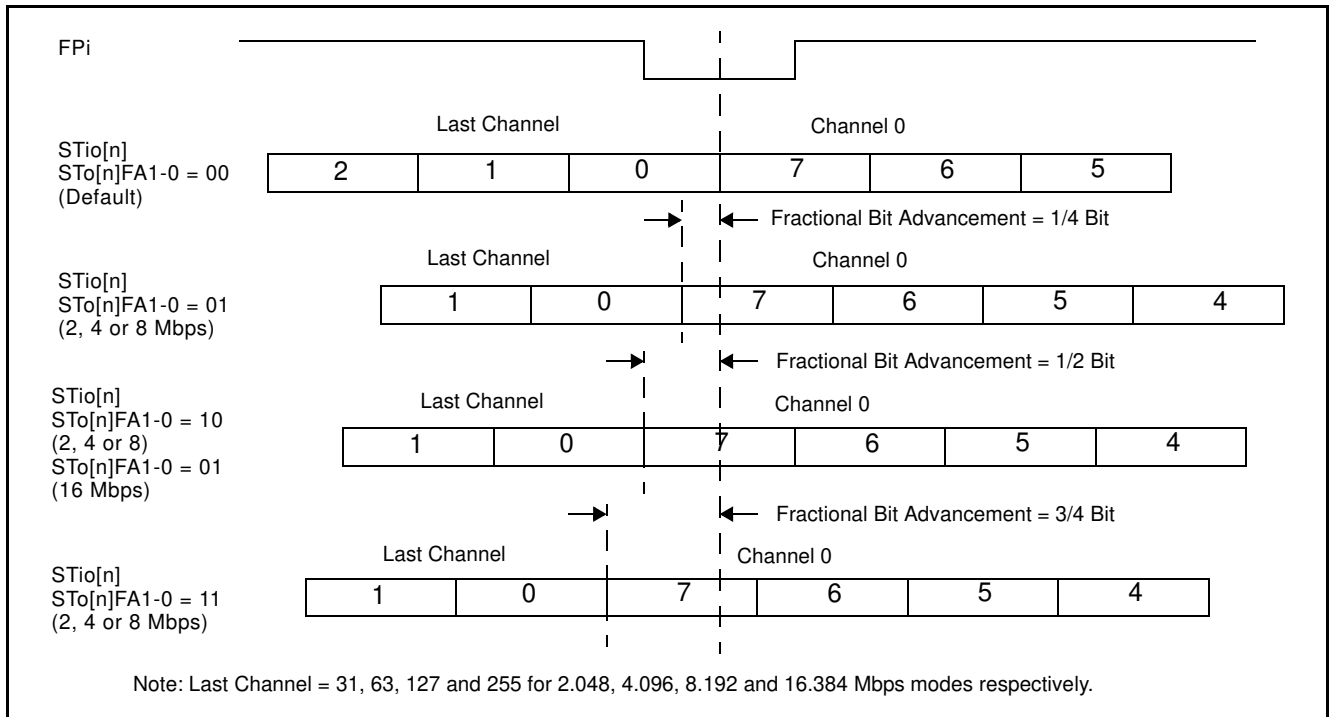 FPi
Last Channel Channel 0
STio[n]
STo[n]FA1-0 = 00
(Default)
2 1 0 7 6 5
Fractional Bit Advancement = 1/4 Bit
Last Channel Channel 0
STio[n]
STo[n]FA1-0 = 01
(2, 4 or 8 Mbps)
1 0 7 6 5 4
Fractional Bit Advancement = 1/2 Bit
Last Channel Channel 0
STio[n]
STo[n]FA1-0 = 10
(2, 4 or 8)
STo[n]FA1-0 = 01
(16 Mbps)
1 0 7 6 5 4
Fractional Bit Advancement = 3/4 Bit
Last Channel Channel 0
STio[n]
STo[n]FA1-0 = 11
(2, 4 or 8 Mbps)
1 0 7 6 5 4
Note: Last Channel = 31, 63, 127 and 255 for 2.048, 4.096, 8.192 and 16.384 Mbps modes respectively.